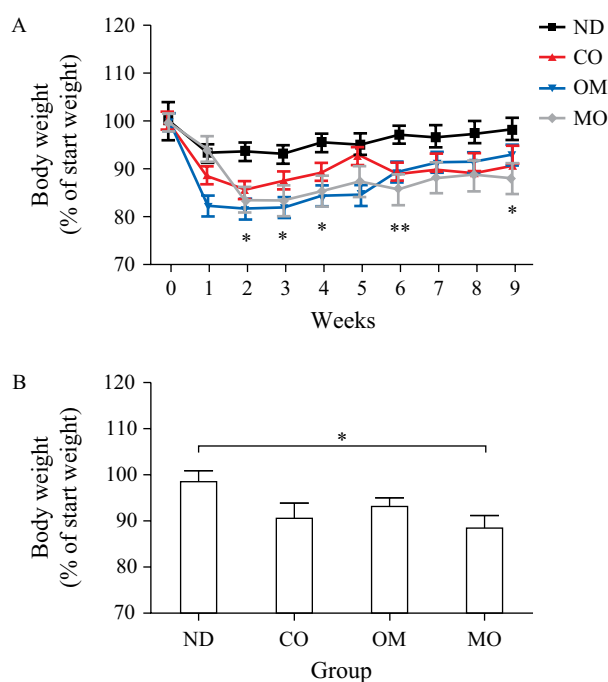 A
120
110
100
90
80
70
Body weight
(% of start weight)
ND
CO
OM
MO
* * * ** *
0 1 2 3 4 5 6 7 8 9
Weeks
B
120
110
100
90
80
70
Body weight
(% of start weight)
*
ND CO OM MO
Group